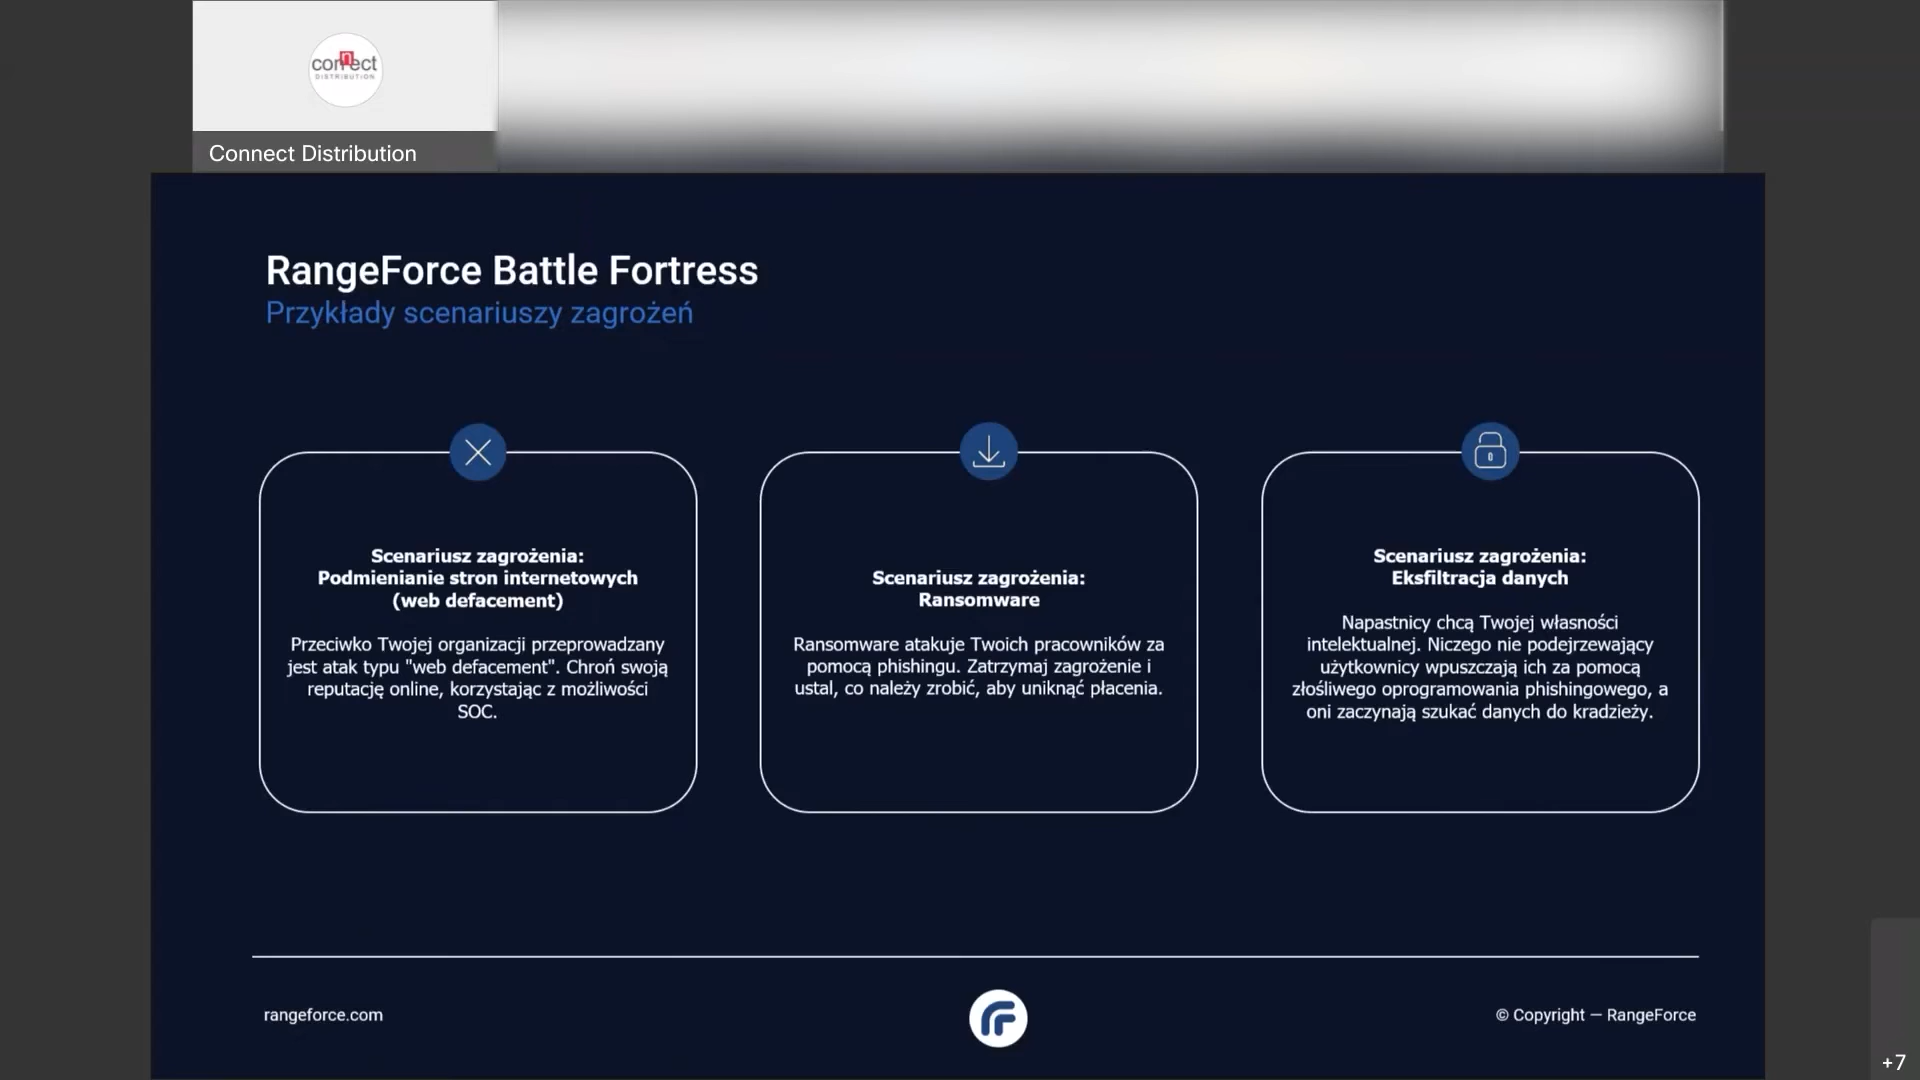 connect
DISTRIBUTION
Connect Distribution
RangeForce Battle Fortress
Przykłady scenariuszy zagrożeń
Scenariusz zagrożenia:
Podmienianie stron internetowych
(web defacement)
Przeciwko Twojej organizacji przeprowadzany
jest atak typu "web defacement". Chroń swoją
reputację online, korzystając z możliwości
SOC.
Scenariusz zagrożenia:
Ransomware
Ransomware atakuje Twoich pracowników za
pomocą phishingu. Zatrzymaj zagrożenie i
ustal, co należy zrobić, aby uniknąć płacenia.
Scenariusz zagrożenia:
Eksfiltracja danych
Napastnicy chcą Twojej własności
intelektualnej. Niczego nie podejrzewający
użytkownicy wpuszczają ich za pomocą
złośliwego oprogramowania phishingowego, a
oni zaczynają szukać danych do kradzieży.
rangeforce.com
© Copyright — RangeForce
+7